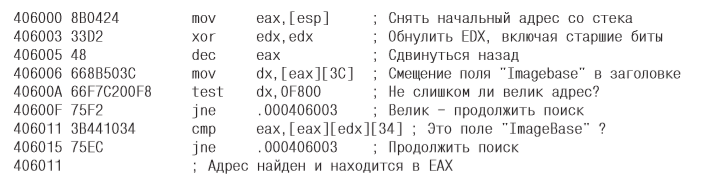 406000 8B0424 mov eax,[esp] ; Снять начальный адрес со стека
406003 33D2 xor edx,edx ; Обнулить EDX, включая старшие биты
406005 48 dec eax ; Сдвинуться назад
406006 668B503C mov dx,[eax][3C] ; Смещение поля "Imagebase" в заголовке
40600A 66F7C200F8 test dx,0F800 ; Не слишком ли велик адрес?
40600F 75F2 jne .000406003 ; Велик – продолжить поиск
406011 3B441034 cmp eax,[eax][edx][34] ; Это поле "ImageBase" ?
406015 75EC jne .000406003 ; Продолжить поиск
406011 ; Адрес найден и находится в EAX